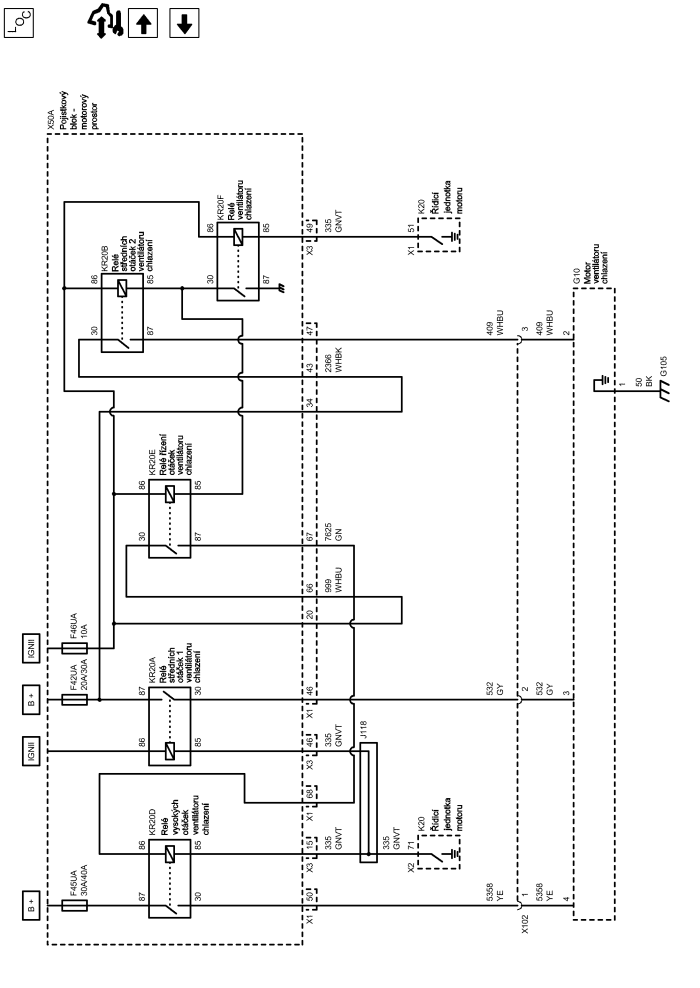 LOC
X50A
Pojistkový
blok -
motorový
prostor
KR20F
Relé
ventilátoru
chlazení
86
85
30
87
49
X3
335
GNVT
51
X1
K20
Řídicí
jednotka
motoru
KR20B
Relé
středních
otáček 2
ventilátoru
chlazení
86
85
30
87
47
409
WHBU
3
409
WHBU
2
G10
Motor
ventilátoru
chlazení
43
2366
WHBK
34
1
50
BK
G105
KR20E
Relé řízení
otáček
ventilátoru
chlazení
86
85
30
87
67
7625
GN
66
999
WHBU
20
IGNII
F46UA
10A
B +
F42UA
20A/30A
KR20A
Relé
středních
otáček 1
ventilátoru
chlazení
87
30
86
85
46
X1
532
GY
2
532
GY
3
IGNII
46
X3
335
GNVT
J118
68
X1
KR20D
Relé
vysokých
otáček
ventilátoru
chlazení
86
85
87
30
15
X3
335
GNVT
335
GNVT
71
X2
K20
Řídicí
jednotka
motoru
B +
F45UA
30A/40A
50
X1
5358
YE
1
X102
5358
YE
4